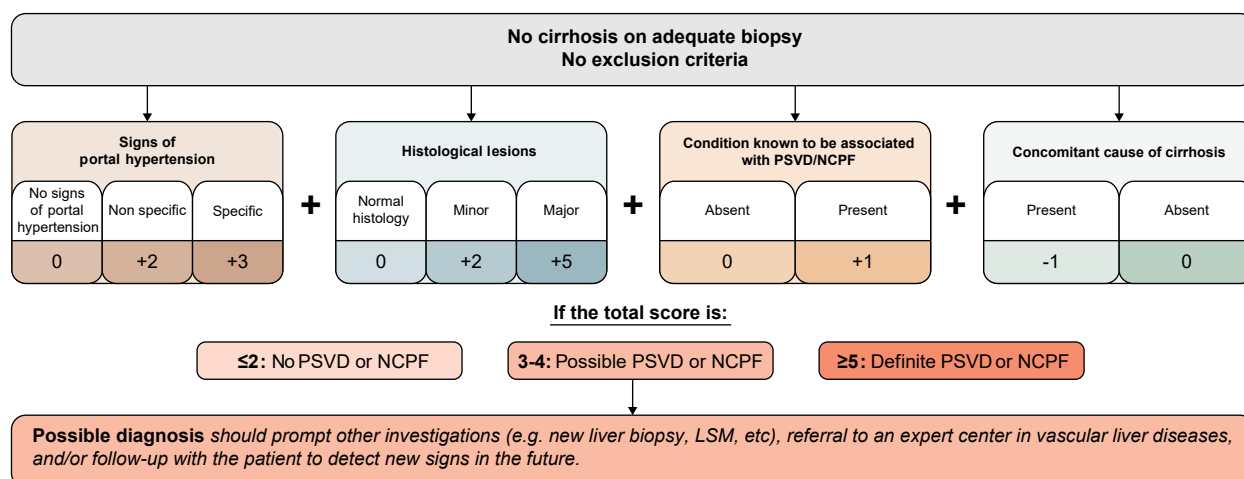 No cirrhosis on adequate biopsy
No exclusion criteria
Signs of
portal hypertension
No signs
of portal
hypertension
Non specific
Specific
0
+2
+3
+
Histological lesions
Normal
histology
Minor
Major
0
+2
+5
+
Condition known to be associated
with PSVD/NCPF
Absent
Present
0
+1
+
Concomitant cause of cirrhosis
Present
Absent
-1
0
If the total score is:
≤2: No PSVD or NCPF
3-4: Possible PSVD or NCPF
≥5: Definite PSVD or NCPF
Possible diagnosis should prompt other investigations (e.g. new liver biopsy, LSM, etc), referral to an expert center in vascular liver diseases,
and/or follow-up with the patient to detect new signs in the future.